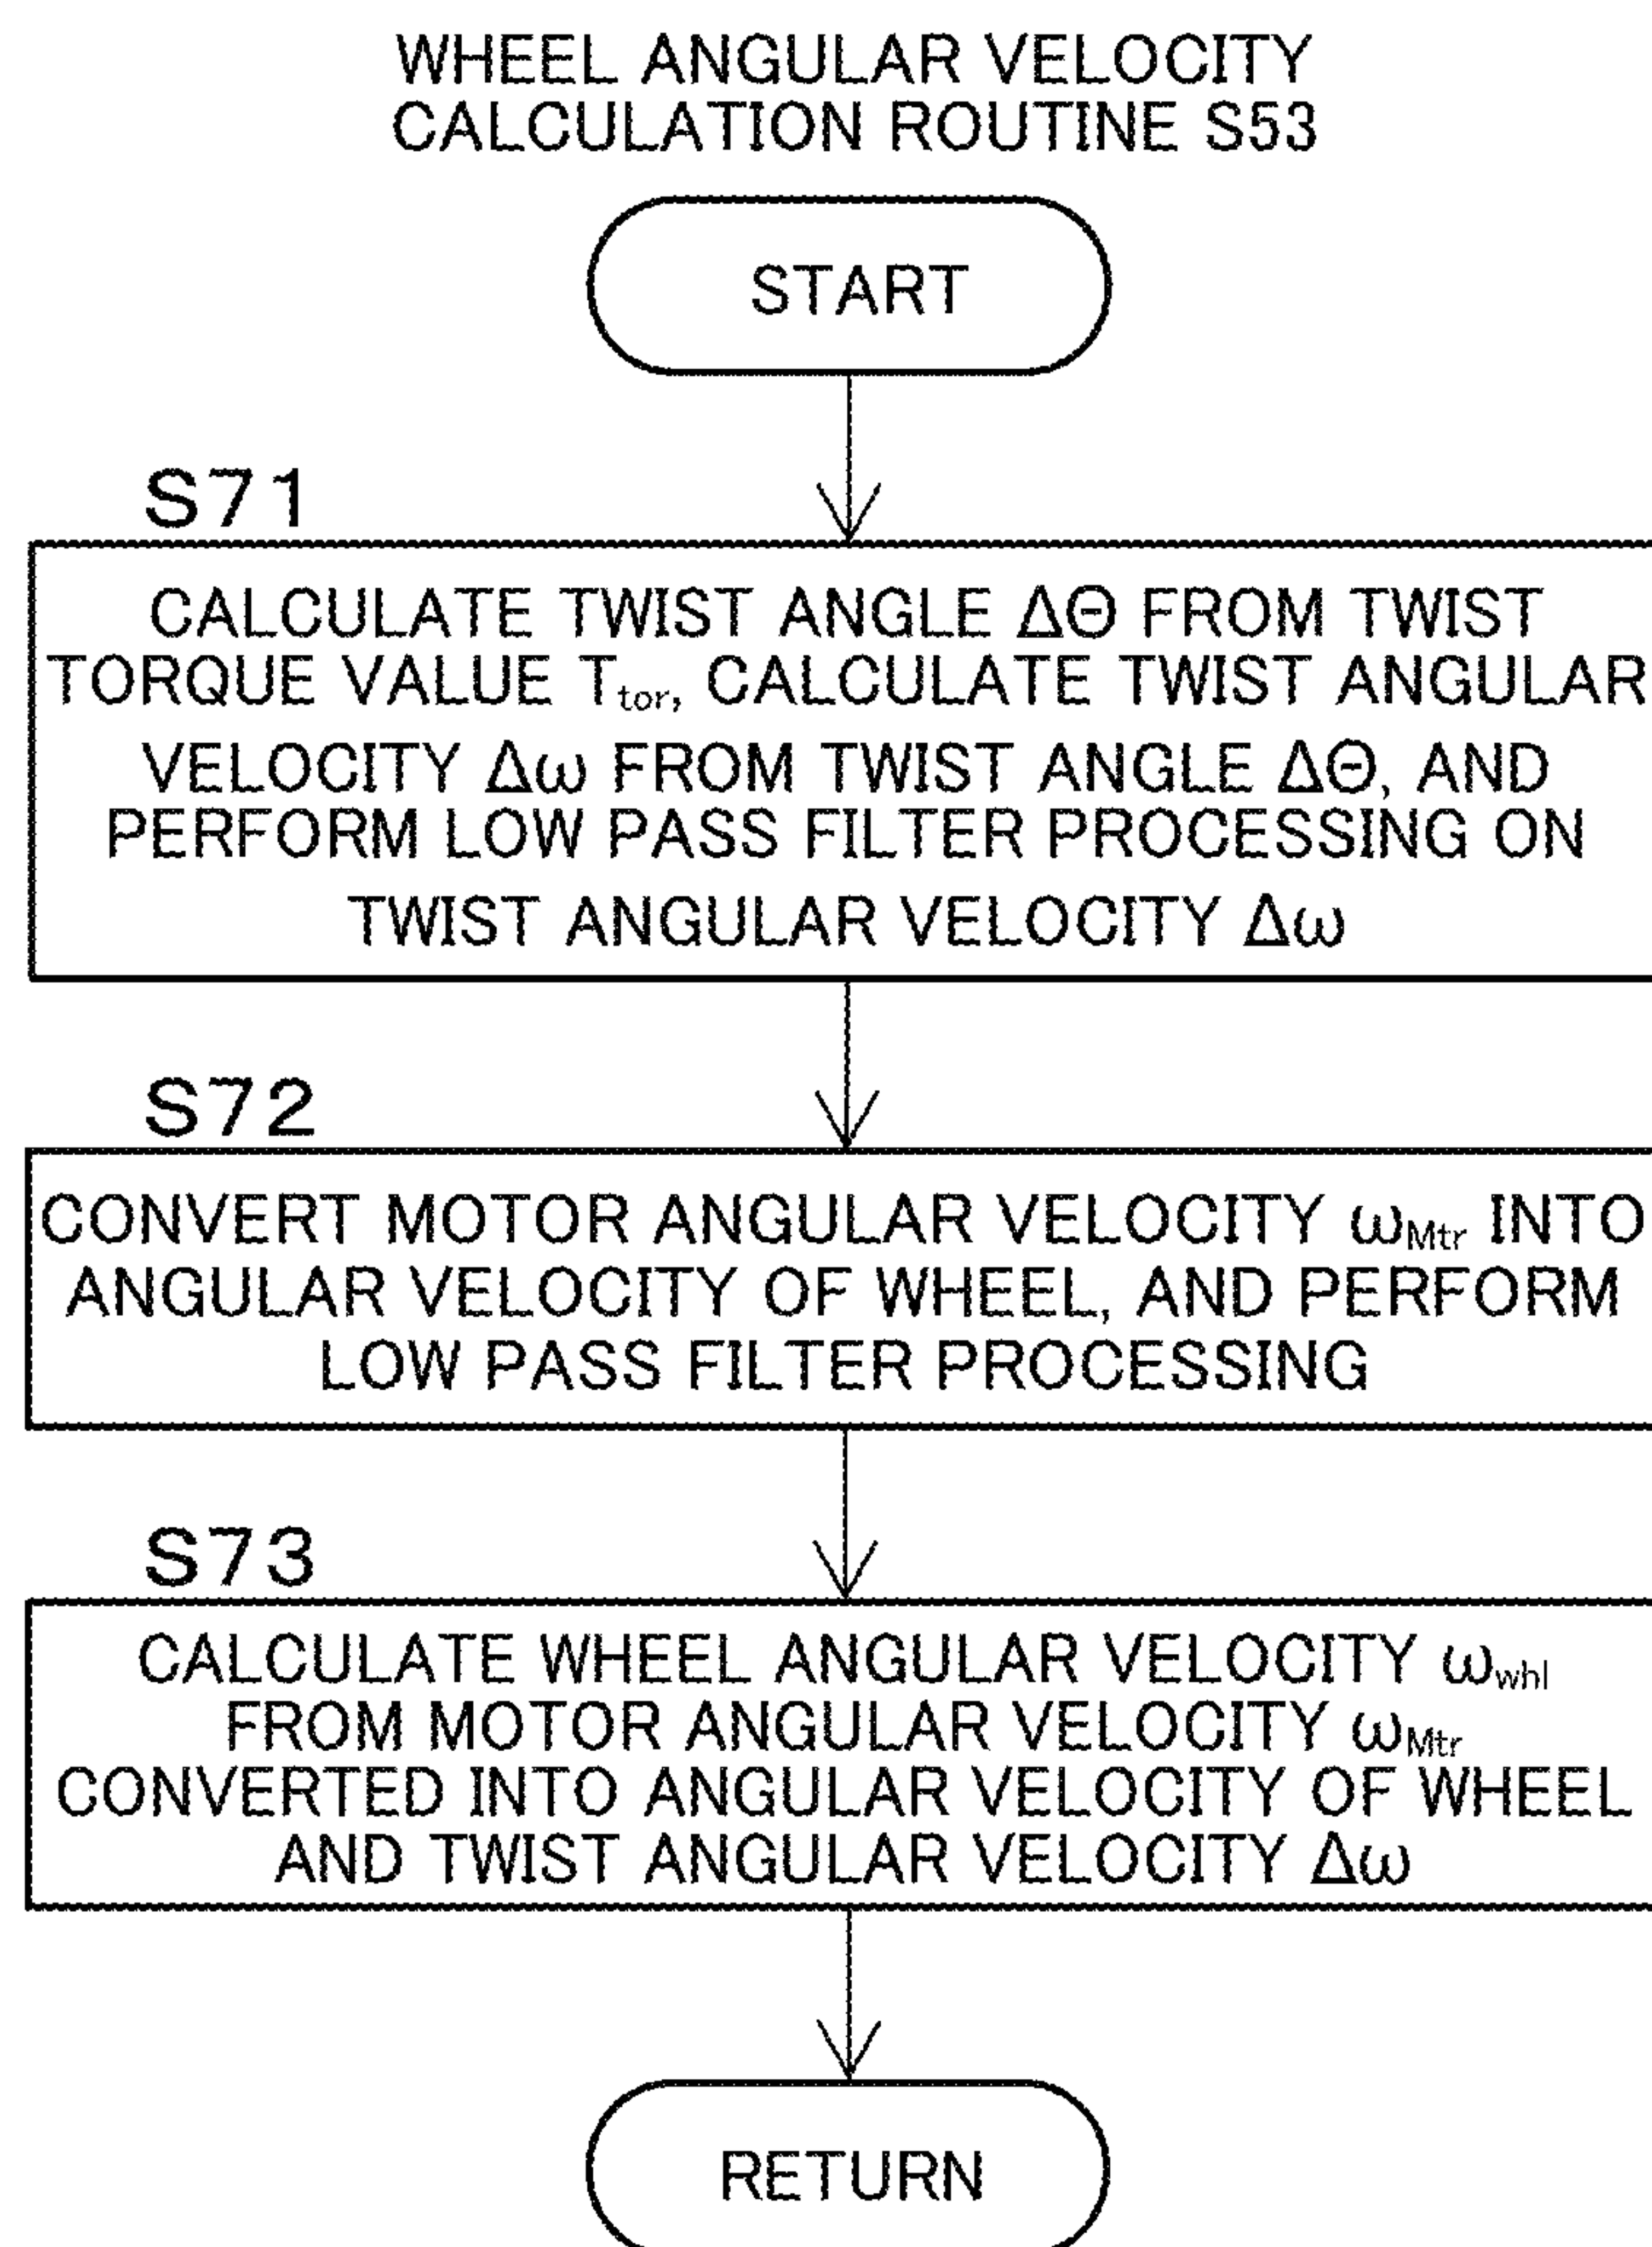 WHEEL ANGULAR VELOCITY
CALCULATION ROUTINE S53
START
S71
CALCULATE TWIST ANGLE ΔΘ FROM TWIST
TORQUE VALUE Ttor, CALCULATE TWIST ANGULAR
VELOCITY Δω FROM TWIST ANGLE ΔΘ, AND
PERFORM LOW PASS FILTER PROCESSING ON
TWIST ANGULAR VELOCITY Δω
S72
CONVERT MOTOR ANGULAR VELOCITY ωMtr INTO
ANGULAR VELOCITY OF WHEEL, AND PERFORM
LOW PASS FILTER PROCESSING
S73
CALCULATE WHEEL ANGULAR VELOCITY ωwhl
FROM MOTOR ANGULAR VELOCITY ωMtr
CONVERTED INTO ANGULAR VELOCITY OF WHEEL
AND TWIST ANGULAR VELOCITY Δω
RETURN